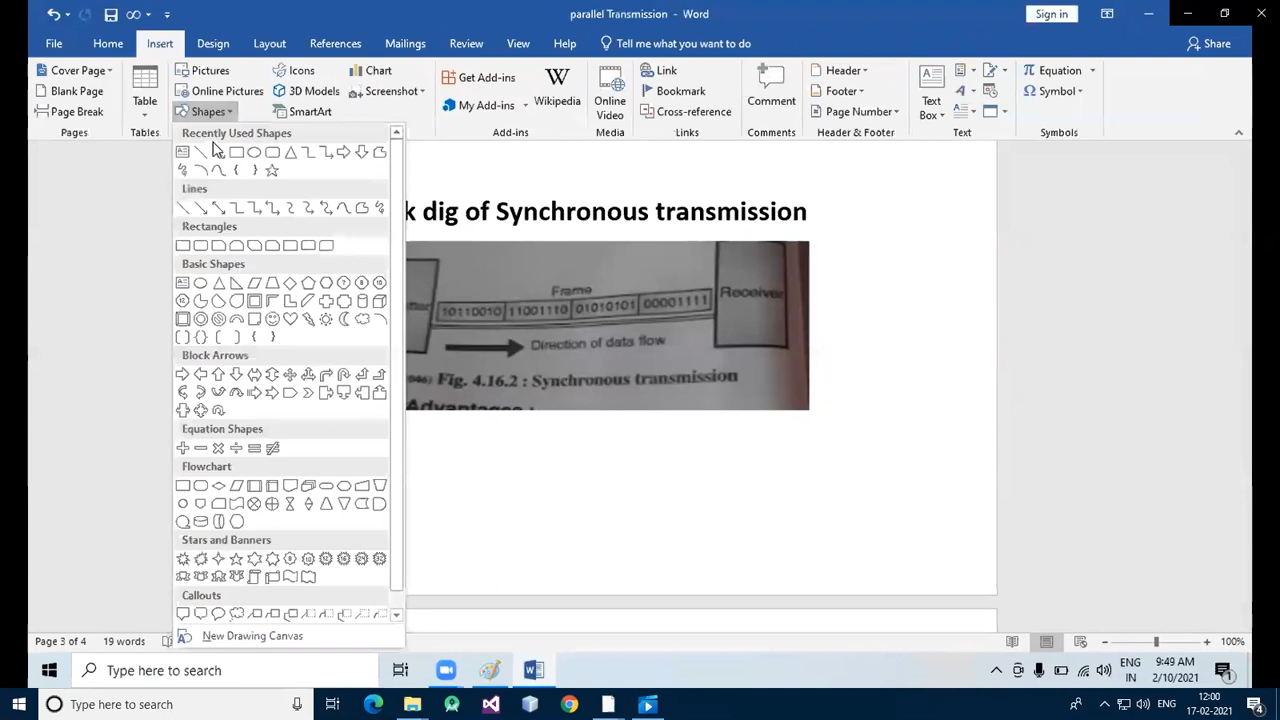 parallel Transmission - Word
Sign in
File Home Insert Design Layout References Mailings Review View Help Tell me what you want to do Share
Cover Page
Blank Page
Page Break
Pages
Table
Tables
Pictures
Online Pictures
Shapes
Icons
3D Models
SmartArt
Chart
Screenshot
Get Add-ins
My Add-ins
Wikipedia
Add-ins
Online Video
Media
Link
Bookmark
Cross-reference
Links
Comment
Comments
Header
Footer
Page Number
Header & Footer
Text Box
Text
Equation
Symbol
Symbols
Recently Used Shapes
Lines
Rectangles
Basic Shapes
Block Arrows
Equation Shapes
Flowchart
Stars and Banners
Callouts
New Drawing Canvas
k dig of Synchronous transmission
Frame
10110010 11001110 01010101 00001111
Receiver
Direction of data flow
Fig. 4.16.2 : Synchronous transmission
Advantages :
Page 3 of 4 19 words
100%
Type here to search
ENG
IN
9:49 AM
2/10/2021
1
Type here to search
ENG
12:00
17-02-2021
4